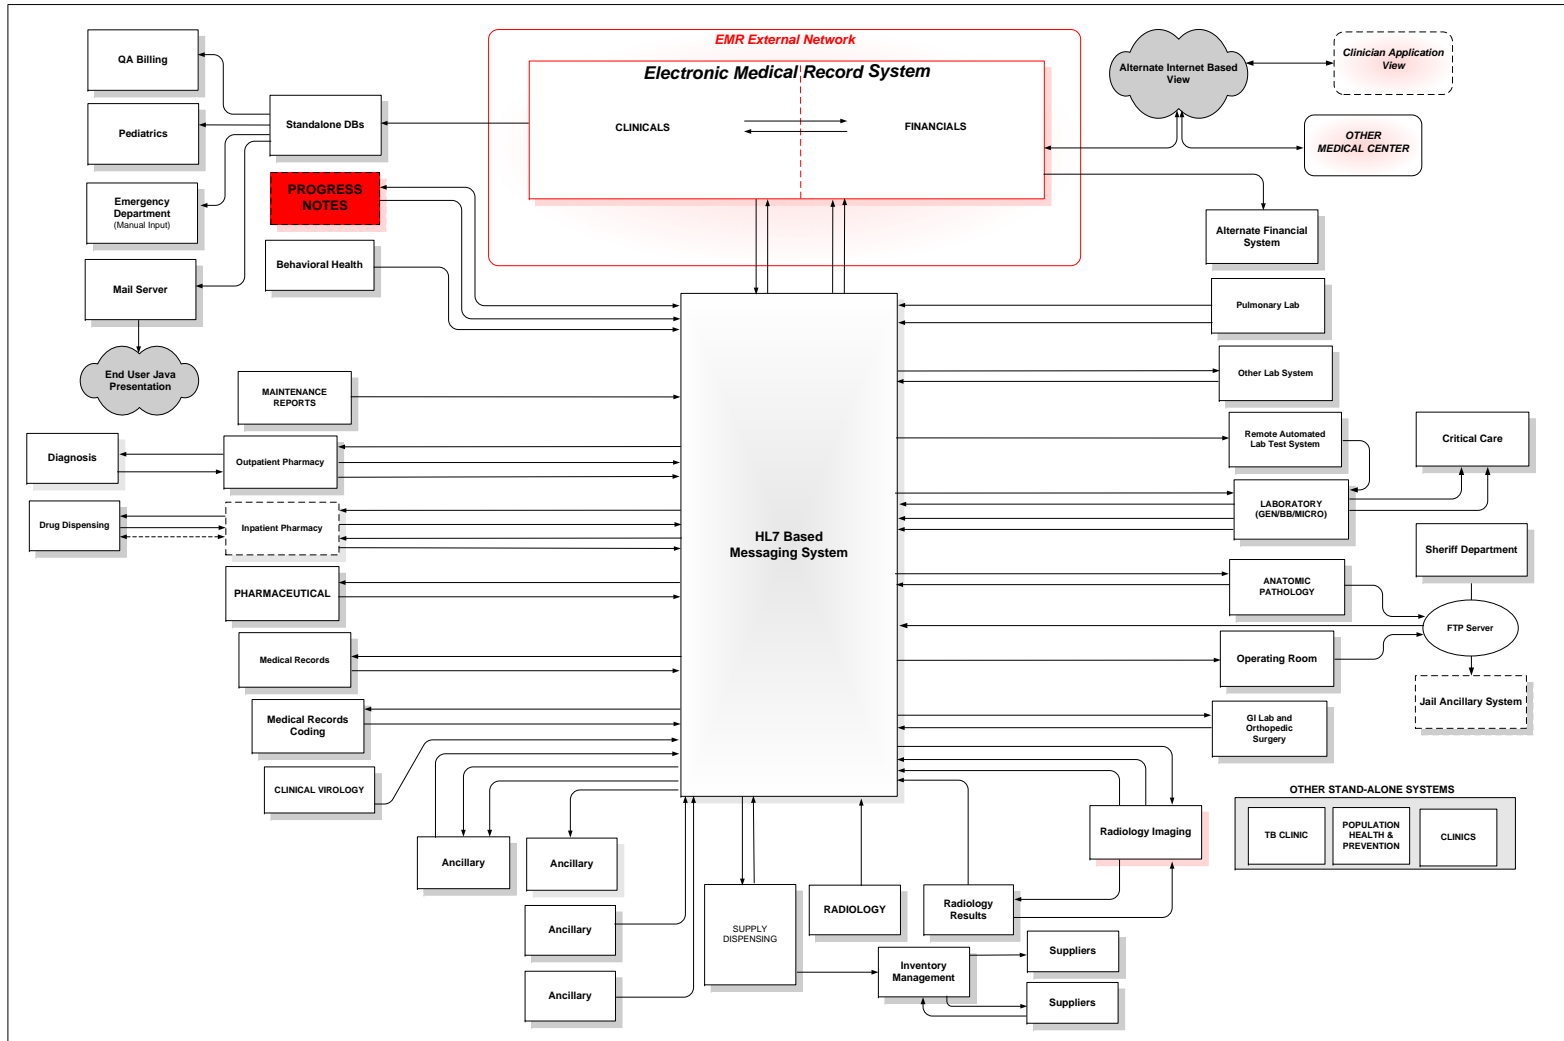 EMR External Network
Electronic Medical Record System
CLINICALS
FINANCIALS
QA Billing
Pediatrics
Emergency
Department
(Manual Input)
Mail Server
End User Java
Presentation
Standalone DBs
PROGRESS
NOTES
Behavioral Health
Alternate Internet Based
View
Clinician Application
View
OTHER
MEDICAL CENTER
Alternate Financial
System
MAINTENANCE
REPORTS
Diagnosis
Outpatient Pharmacy
Drug Dispensing
Inpatient Pharmacy
PHARMACEUTICAL
Medical Records
Medical Records
Coding
CLINICAL VIROLOGY
HL7 Based
Messaging System
Pulmonary Lab
Other Lab System
Remote Automated
Lab Test System
Critical Care
LABORATORY
(GEN/BB/MICRO)
Sheriff Department
ANATOMIC
PATHOLOGY
FTP Server
Operating Room
Jail Ancillary System
GI Lab and
Orthopedic
Surgery
OTHER STAND-ALONE SYSTEMS
TB CLINIC
POPULATION
HEALTH &
PREVENTION
CLINICS
Ancillary
Ancillary
Ancillary
Ancillary
SUPPLY
DISPENSING
RADIOLOGY
Radiology
Results
Radiology Imaging
Inventory
Management
Suppliers
Suppliers